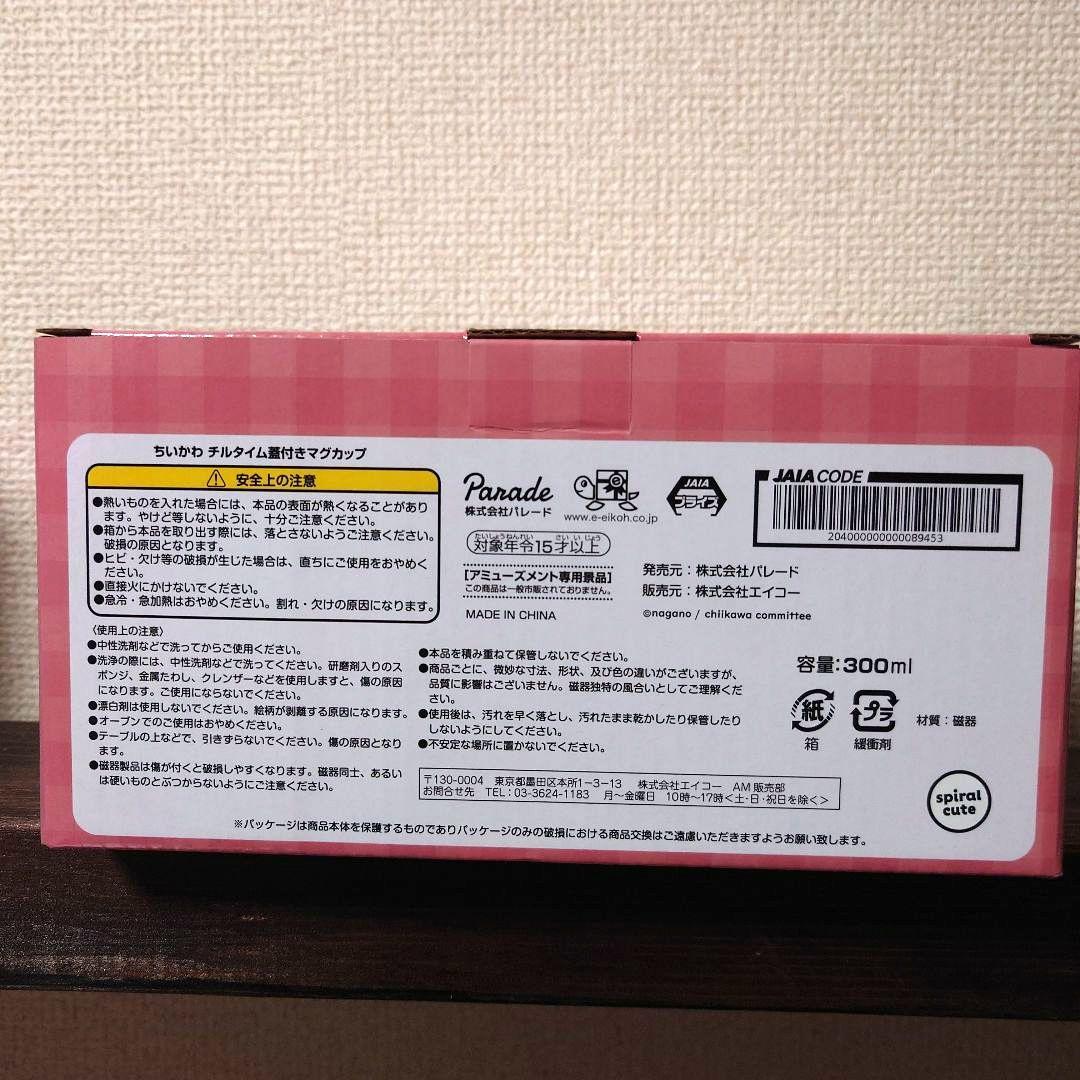 ちいかわ チルタイム蓋付きマグカップ
安全上の注意
●熱いものを入れた場合には、本品の表面が熱くなることがあり
ます。やけど等しないように、十分ご注意ください。
●箱から本品を取り出す際には、落とさないようご注意ください。
破損の原因となります。
●ヒビ・欠け等の破損が生じた場合は、直ちにご使用をおやめく
ださい。
●直接火にかけないでください。
●急冷・急加熱はおやめください。割れ・欠けの原因になります。
〈使用上の注意〉
●中性洗剤などで洗ってからご使用ください。
●洗浄の際には、中性洗剤などで洗ってください。研磨剤入りのス
ポンジ、金属たわし、クレンザーなどを使用しますと、傷の原因
になります。ご使用にならないでください。
●漂白剤は使用しないでください。絵柄が剥離する原因になります。
●オーブンでのご使用はおやめください。
●テーブルの上などで、引きずらないでください。傷の原因となり
ます。
●磁器製品は傷が付くと破損しやすくなります。磁器同士、あるい
は硬いものとぶつからないようにご注意ください。
Parade
株式会社パレード
e
www.e-eikoh.co.jp
JAIA
プライズ
たいしょうねんれい さいいじょう
対象年令15才以上
[アミューズメント専用景品]
この商品は一般市販されておりません。
MADE IN CHINA
JAIA CODE
204000000000089453
発売元：株式会社パレード
販売元：株式会社エイコー
©nagano / chiikawa committee
●本品を積み重ねて保管しないでください。
●商品ごとに、微妙な寸法、形状、及び色の違いがございますが、
品質に影響はございません。磁器独特の風合いとしてご理解くだ
さい。
●使用後は、汚れを早く落とし、汚れたまま乾かしたり保管したり
しないようにしてください。
●不安定な場所に置かないでください。
容量：300ml
紙
箱
プラ
緩衝剤
材質：磁器
〒130-0004 東京都墨田区本所1-3-13 株式会社エイコー AM販売部
お問合せ先 TEL：03-3624-1183 月〜金曜日 10時〜17時＜土・日・祝日を除く＞
spiral
cute
※パッケージは商品本体を保護するものでありパッケージのみの破損における商品交換はご遠慮いただきますようお願い致します。